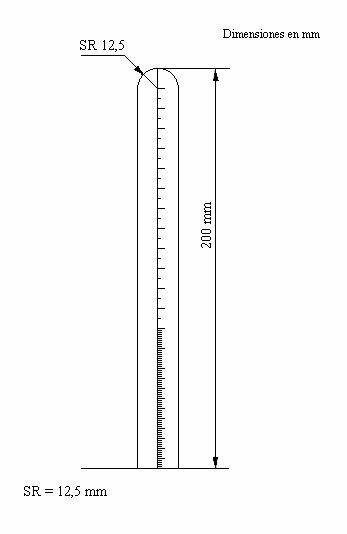 Dimensiones en mm
SR 12,5
200 mm
SR = 12,5 mm